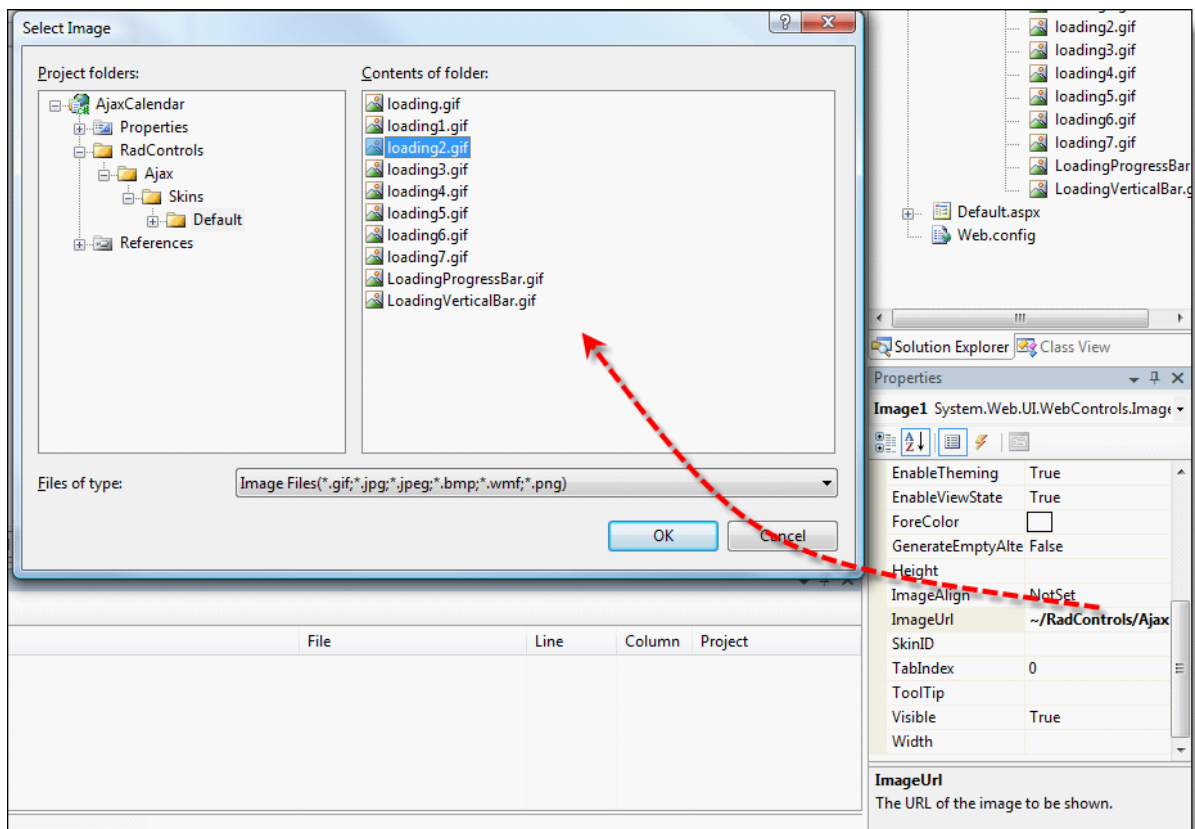 Select Image
Project folders:
AjaxCalendar
Properties
RadControls
Ajax
Skins
Default
References
Contents of folder:
loading.gif
loading1.gif
loading2.gif
loading3.gif
loading4.gif
loading5.gif
loading6.gif
loading7.gif
LoadingProgressBar.gif
LoadingVerticalBar.gif
Files of type:
Image Files(*.gif;*.jpg;*.jpeg;*.bmp;*.wmf;*.png)
OK
Cancel
File Line Column Project
loading2.gif
loading3.gif
loading4.gif
loading5.gif
loading6.gif
loading7.gif
LoadingProgressBar
LoadingVerticalBar.g
Default.aspx
Web.config
Solution Explorer Class View
Properties
Image1 System.Web.UI.WebControls.Image
EnableTheming True
EnableViewState True
ForeColor
GenerateEmptyAlte False
Height
ImageAlign NotSet
ImageUrl ~/RadControls/Ajax
SkinID
TabIndex 0
ToolTip
Visible True
Width
ImageUrl
The URL of the image to be shown.